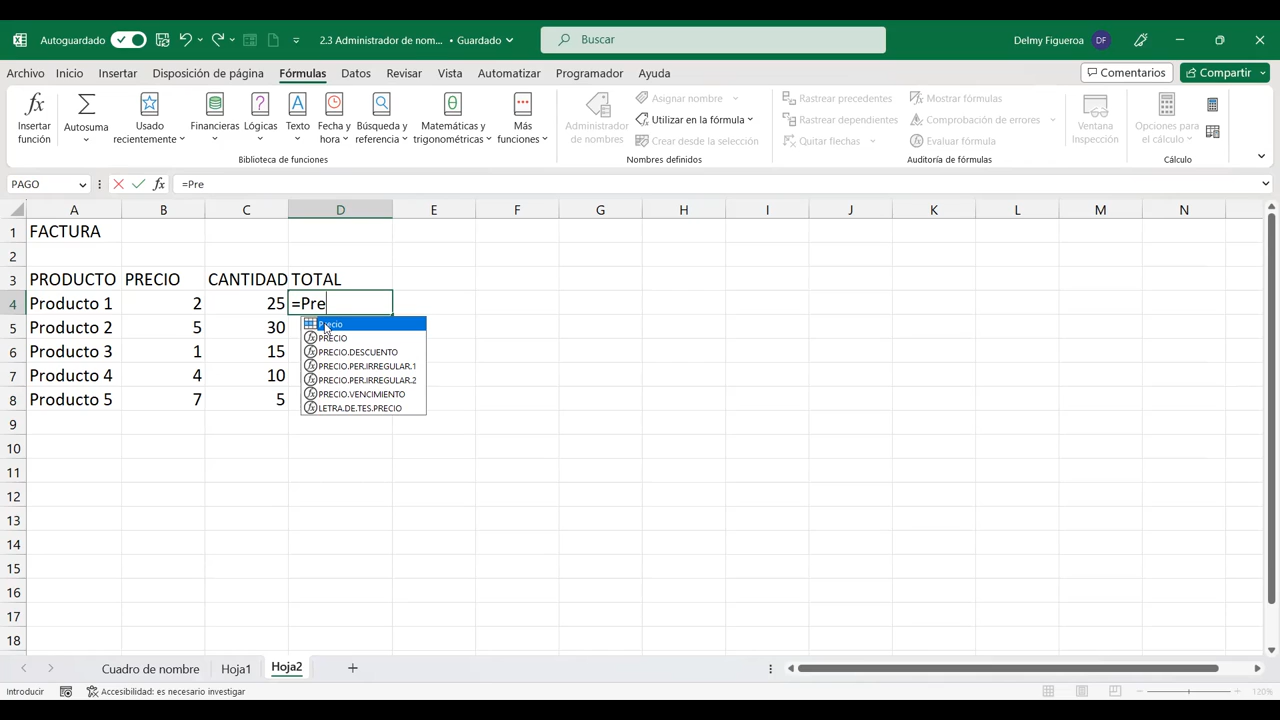 Autoguardado
2.3 Administrador de nom... • Guardado
Buscar
Delmy Figueroa DF
Archivo Inicio Insertar Disposición de página Fórmulas Datos Revisar Vista Automatizar Programador Ayuda
Comentarios Compartir
Insertar función
Autosuma
Usado recientemente
Financieras
Lógicas
Texto
Fecha y hora
Búsqueda y referencia
Matemáticas y trigonométricas
Más funciones
Biblioteca de funciones
Administrador de nombres
Asignar nombre
Utilizar en la fórmula
Crear desde la selección
Nombres definidos
Rastrear precedentes
Rastrear dependientes
Quitar flechas
Mostrar fórmulas
Comprobación de errores
Evaluar fórmula
Auditoría de fórmulas
Ventana Inspección
Opciones para el cálculo
Cálculo
PAGO fx =Pre
A B C D E F G H I J K L M N
1 FACTURA
2
3 PRODUCTO PRECIO CANTIDAD TOTAL
4 Producto 1 2 25 =Pre
5 Producto 2 5 30
6 Producto 3 1 15
7 Producto 4 4 10
8 Producto 5 7 5
Precio
PRECIO
PRECIO.DESCUENTO
PRECIO.PER.IRREGULAR.1
PRECIO.PER.IRREGULAR.2
PRECIO.VENCIMIENTO
LETRA.DE.TES.PRECIO
9
10
11
12
13
14
15
16
17
18
Cuadro de nombre Hoja1 Hoja2
Introducir Accesibilidad: es necesario investigar 120%